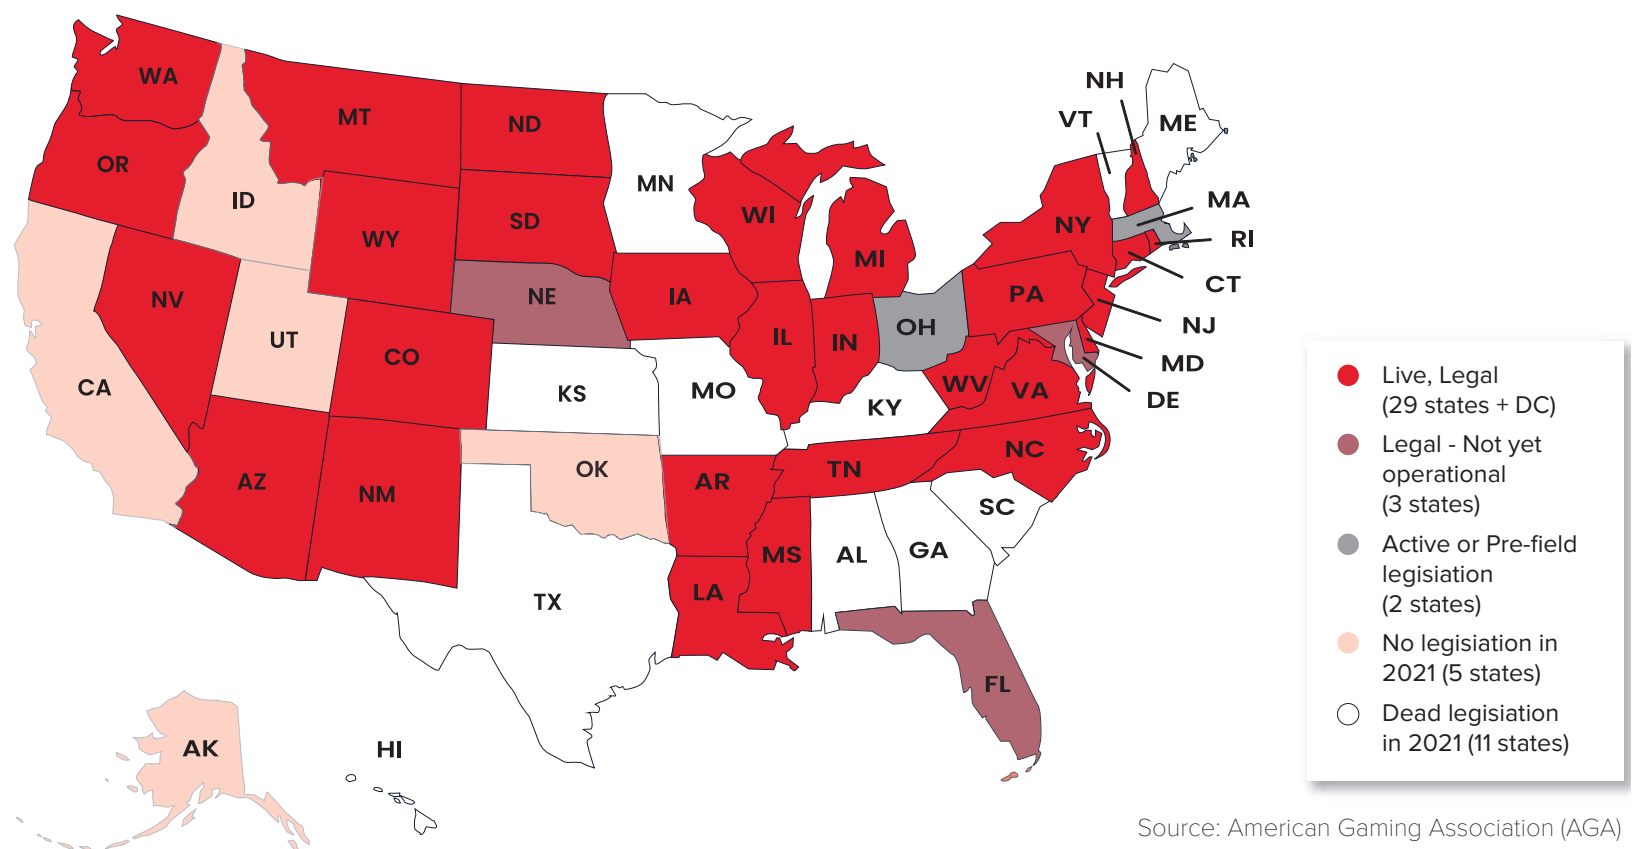 WA
MT
ND
MN
OR
ID
WY
SD
WI
MI
NY
VT
NH
ME
MA
RI
CT
NJ
MD
DE
PA
NV
UT
CO
NE
IA
IL
IN
OH
CA
KS
MO
KY
WV
VA
AZ
NM
OK
AR
TN
NC
SC
TX
LA
MS
AL
GA
FL
AK
HI
Live, Legal
(29 states + DC)
Legal - Not yet
operational
(3 states)
Active or Pre-field
legisiation
(2 states)
No legisiation in
2021 (5 states)
Dead legisiation
in 2021 (11 states)
Source: American Gaming Association (AGA)